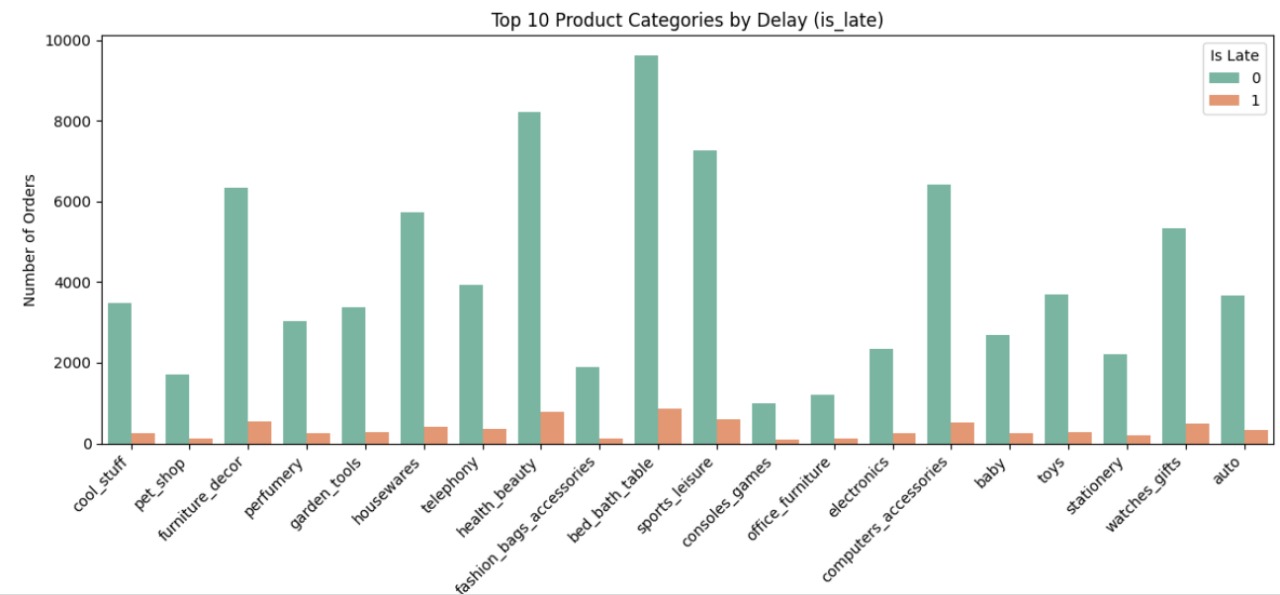 Top 10 Product Categories by Delay (is_late)
Is Late
0
1
Number of Orders
10000
8000
6000
4000
2000
0
cool_stuff
pet_shop
furniture_decor
perfumery
garden_tools
housewares
telephony
health_beauty
fashion_bags_accessories
bed_bath_table
sports_leisure
consoles_games
office_furniture
electronics
computers_accessories
baby
toys
stationery
watches_gifts
auto